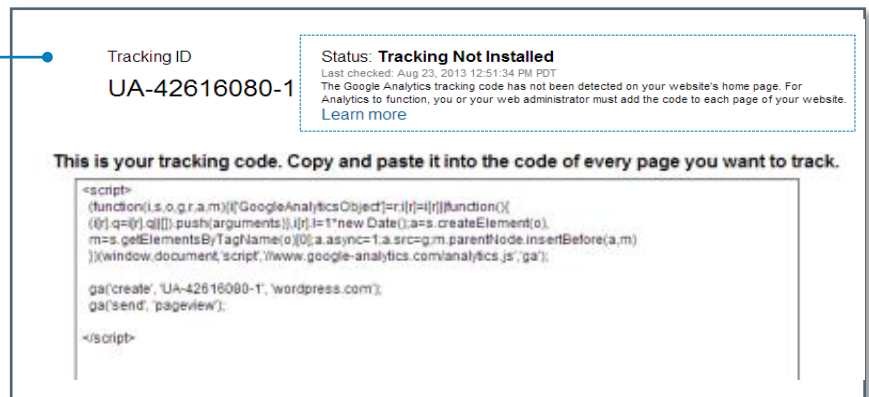 Tracking ID
UA-42616080-1
Status: Tracking Not Installed
Last checked: Aug 23, 2013 12:51:34 PM PDT
The Google Analytics tracking code has not been detected on your website's home page. For
Analytics to function, you or your web administrator must add the code to each page of your website.
Learn more
This is your tracking code. Copy and paste it into the code of every page you want to track.
<script>
(function(i,s,o,g,r,a,m){i['GoogleAnalyticsObject']=r;i[r]=i[r]||function(){
(i[r].q=i[r].q||[]).push(arguments)},i[r].l=1*new Date();a=s.createElement(o),
m=s.getElementsByTagName(o)[0];a.async=1;a.src=g;m.parentNode.insertBefore(a,m)
})(window,document,'script','//www.google-analytics.com/analytics.js','ga');
ga('create', 'UA-42616080-1', 'wordpress.com');
ga('send', 'pageview');
</script>